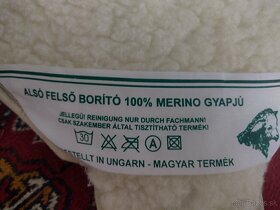 ALSÓ FELSŐ BORÍTÓ 100% MERINO GYAPJÚ
JELLEGŰ! REINIGUNG NUR DURCH FACHMANN!
CSAK SZAKEMBER ÁLTAL TISZTÍTHATÓ TERMÉK!
30 A
ESTELLT IN UNGARN - MAGYAR TERMÉK